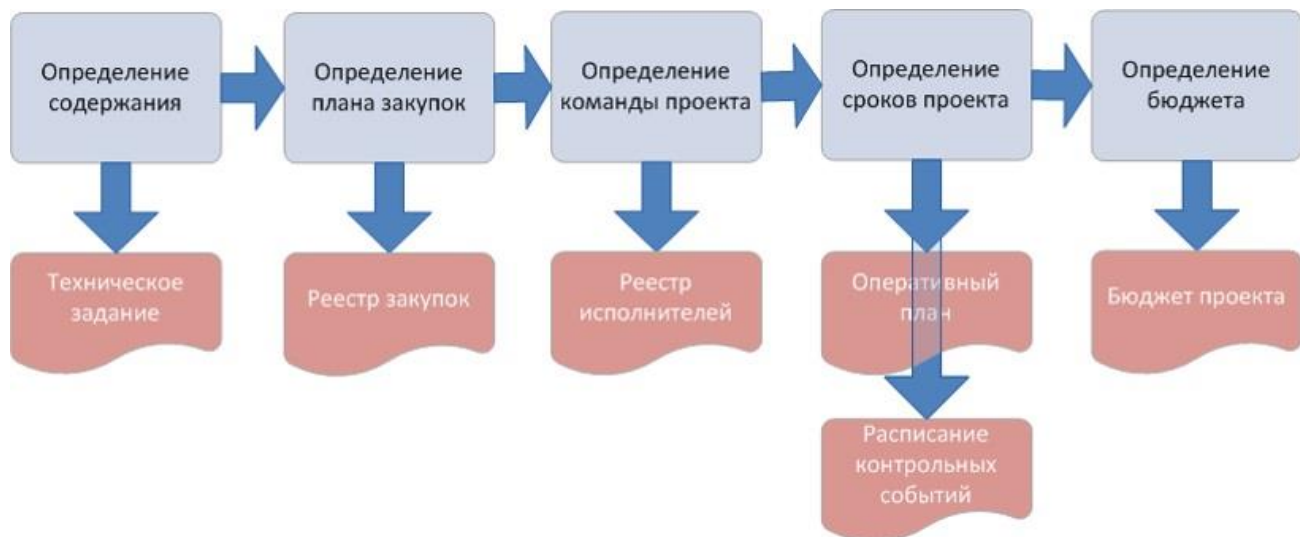 Определение
содержания
Определение
плана закупок
Определение
команды проекта
Определение
сроков проекта
Определение
бюджета
Техническое
задание
Реестр закупок
Реестр
исполнителей
Оперативный
план
Бюджет проекта
Расписание
контрольных
событий